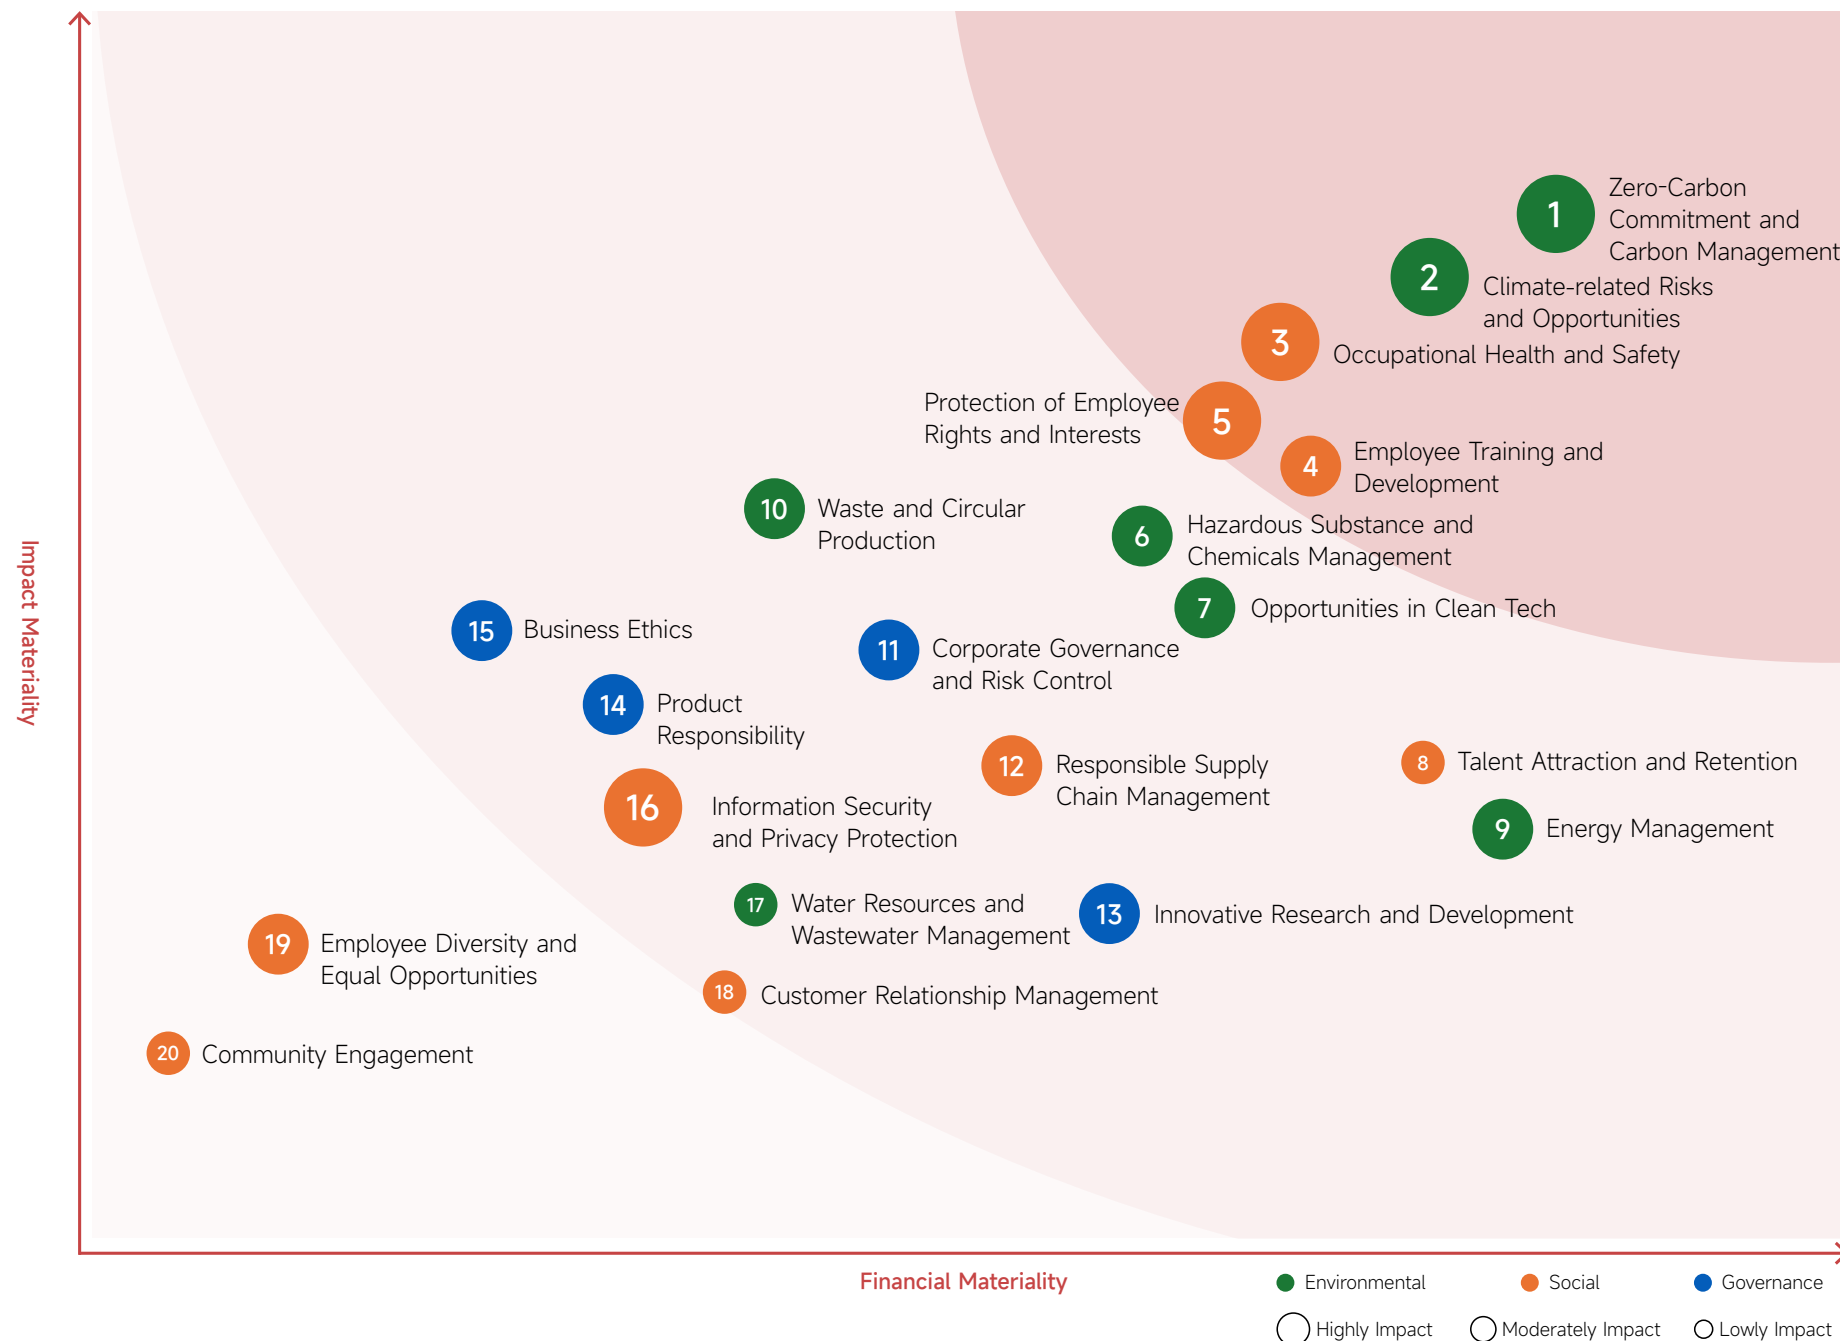 1
Zero-Carbon
Commitment and
Carbon Management
2
Climate-related Risks
and Opportunities
3
Occupational Health and Safety
Protection of Employee
Rights and Interests
5
4
Employee Training and
Development
10
Waste and Circular
Production
6
Hazardous Substance and
Chemicals Management
7
Opportunities in Clean Tech
15
Business Ethics
11
Corporate Governance
and Risk Control
14
Product
Responsibility
12
Responsible Supply
Chain Management
8
Talent Attraction and Retention
16
Information Security
and Privacy Protection
9
Energy Management
17
Water Resources and
Wastewater Management
13
Innovative Research and Development
19
Employee Diversity and
Equal Opportunities
18
Customer Relationship Management
20
Community Engagement
Impact Materiality
Financial Materiality
Environmental
Social
Governance
Highly Impact
Moderately Impact
Lowly Impact